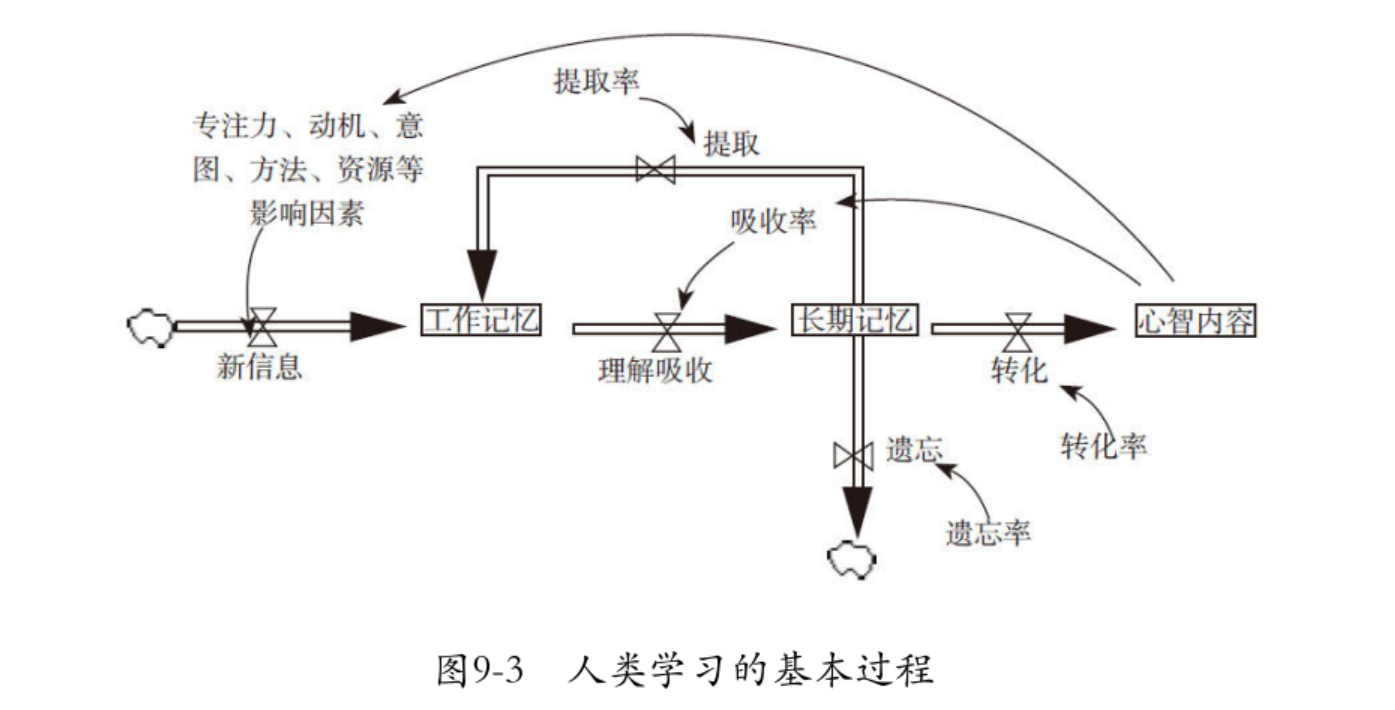 提取率
专注力、动机、意
图、方法、资源等
影响因素
提取
吸收率
工作记忆
长期记忆
心智内容
新信息
理解吸收
转化
转化率
遗忘
遗忘率
图9-3 人类学习的基本过程